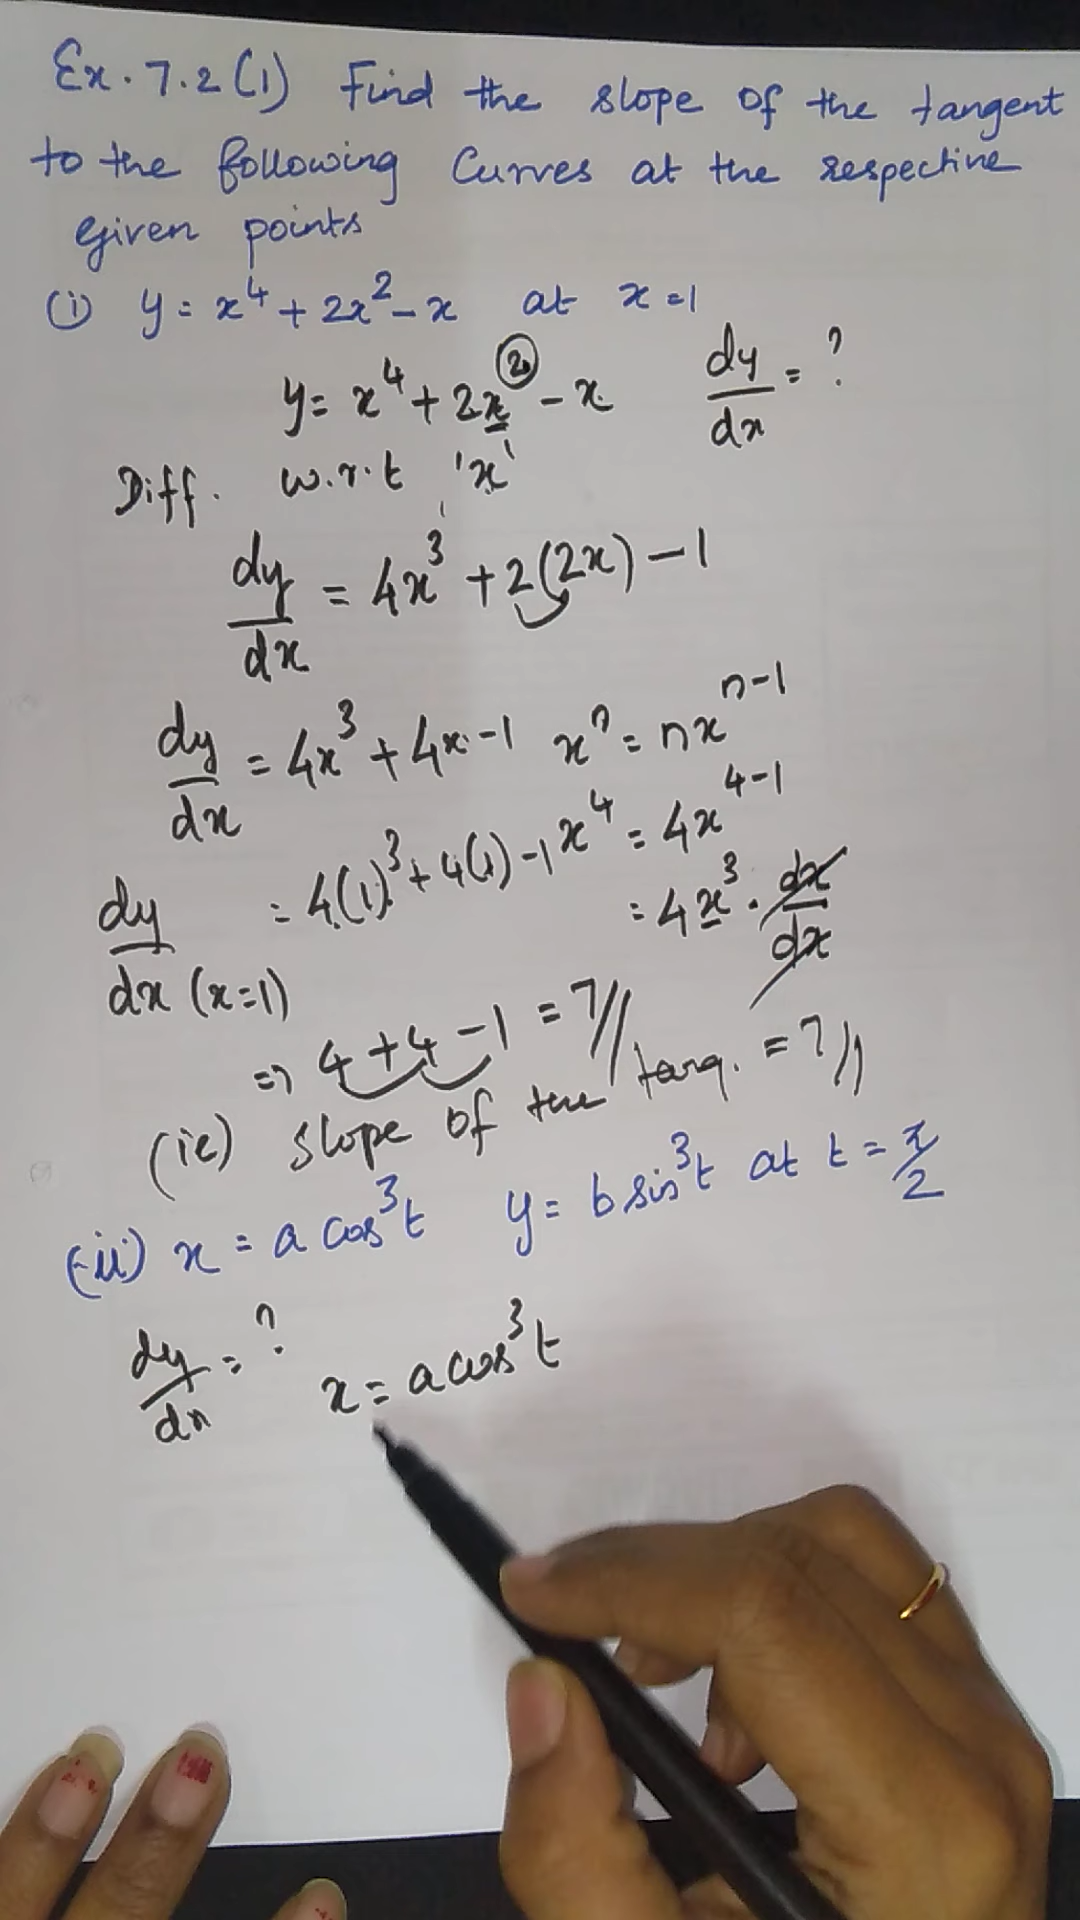 Ex. 7.2 (1) Find the slope of the tangent
to the following Curves at the respective
given points
(i) y = x⁴ + 2x² - x at x = 1
y = x⁴ + 2x² - x dy/dx = ?
Diff. w.r.t 'x'
dy/dx = 4x³ + 2(2x) - 1
dy/dx = 4x³ + 4x - 1 xⁿ = nxⁿ⁻¹
x⁴ = 4x⁴⁻¹
dy/dx (x=1) = 4(1)³ + 4(1) - 1 = 4x³ . dx/dx
⇒ 4 + 4 - 1 = 7//
(ie) slope of the tang. = 7//
(ii) x = a cos³t y = b sin³t at t = π/2
dy/dx = ? x = a cos³t